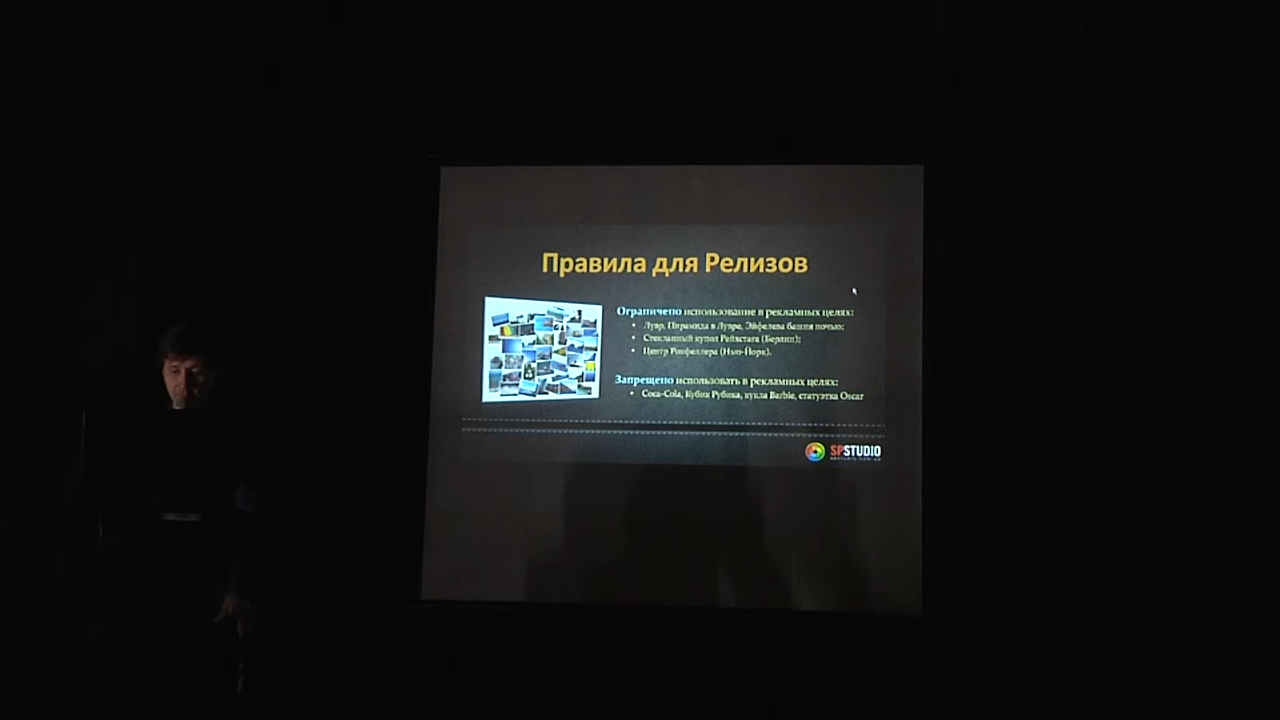 Правила для Релизов
Ограничено использование в рекламных целях:
• Лувр, Пирамида в Лувре, Эйфелева башня ночью;
• Стеклянный купол Рейхстага (Берлин);
• Центр Рокфеллера (Нью-Йорк).
Запрещено использовать в рекламных целях:
• Coca-Cola, Кубик Рубика, кукла Barbie, статуэтка Oscar
SPSTUDIO